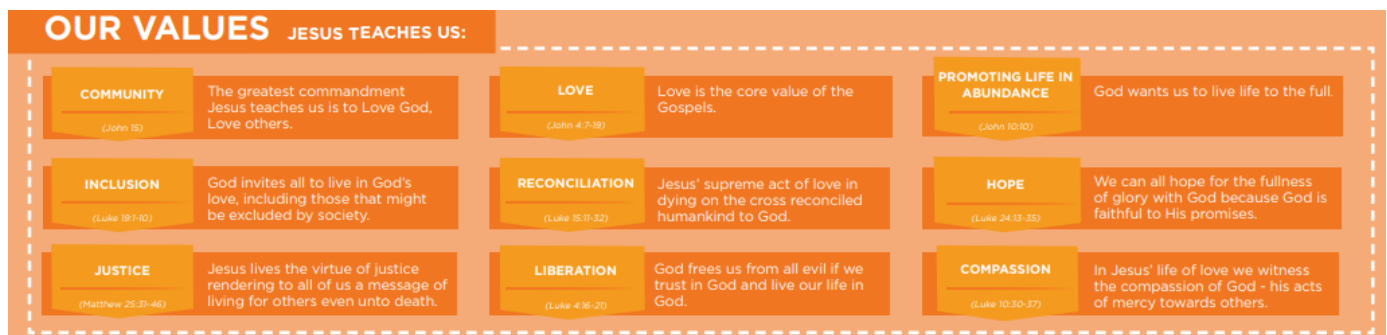 OUR VALUES JESUS TEACHES US:
COMMUNITY
(John 15)
The greatest commandment
Jesus teaches us is to Love God,
Love others.
LOVE
(John 4:7-19)
Love is the core value of the
Gospels.
PROMOTING LIFE IN
ABUNDANCE
(John 10:10)
God wants us to live life to the full.
INCLUSION
(Luke 19:1-10)
God invites all to live in God's
love, including those that might
be excluded by society.
RECONCILIATION
(Luke 15:11-32)
Jesus' supreme act of love in
dying on the cross reconciled
humankind to God.
HOPE
(Luke 24:13-35)
We can all hope for the fullness
of glory with God because God is
faithful to His promises.
JUSTICE
(Matthew 25:31-46)
Jesus lives the virtue of justice
rendering to all of us a message of
living for others even unto death.
LIBERATION
(Luke 4:16-21)
God frees us from all evil if we
trust in God and live our life in
God.
COMPASSION
(Luke 10:30-37)
In Jesus' life of love we witness
the compassion of God - his acts
of mercy towards others.